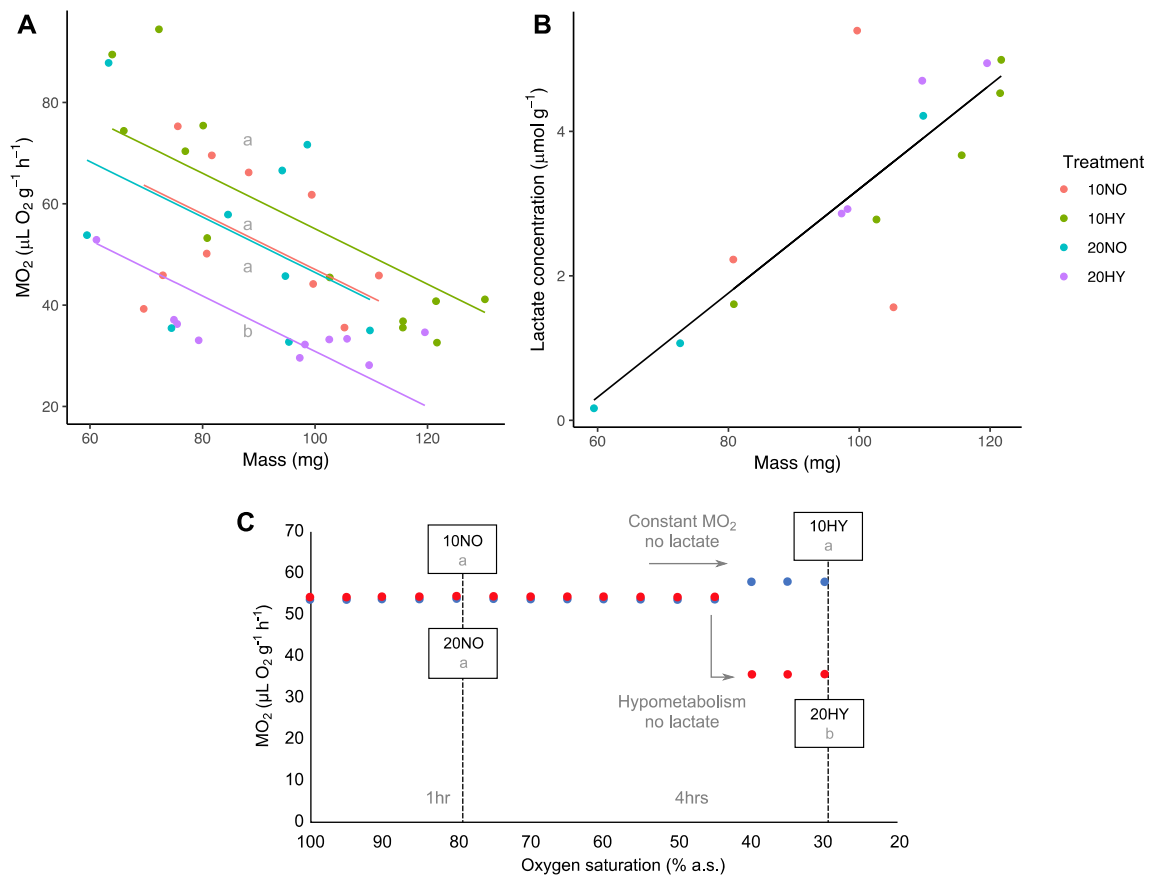 A
MO2 (μL O2 g−1 h−1)
80
60
40
20
a
a
a
b
60
80
100
120
Mass (mg)
B
Lactate concentration (μmol g−1)
4
2
0
60
80
100
120
Mass (mg)
Treatment
10NO
10HY
20NO
20HY
C
MO2 (μL O2 g-1 h-1)
70
60
50
40
30
20
10
0
10NO
a
20NO
a
Constant MO2
no lactate
10HY
a
Hypometabolism
no lactate
20HY
b
1hr
4hrs
100
90
80
70
60
50
40
30
20
Oxygen saturation (% a.s.)